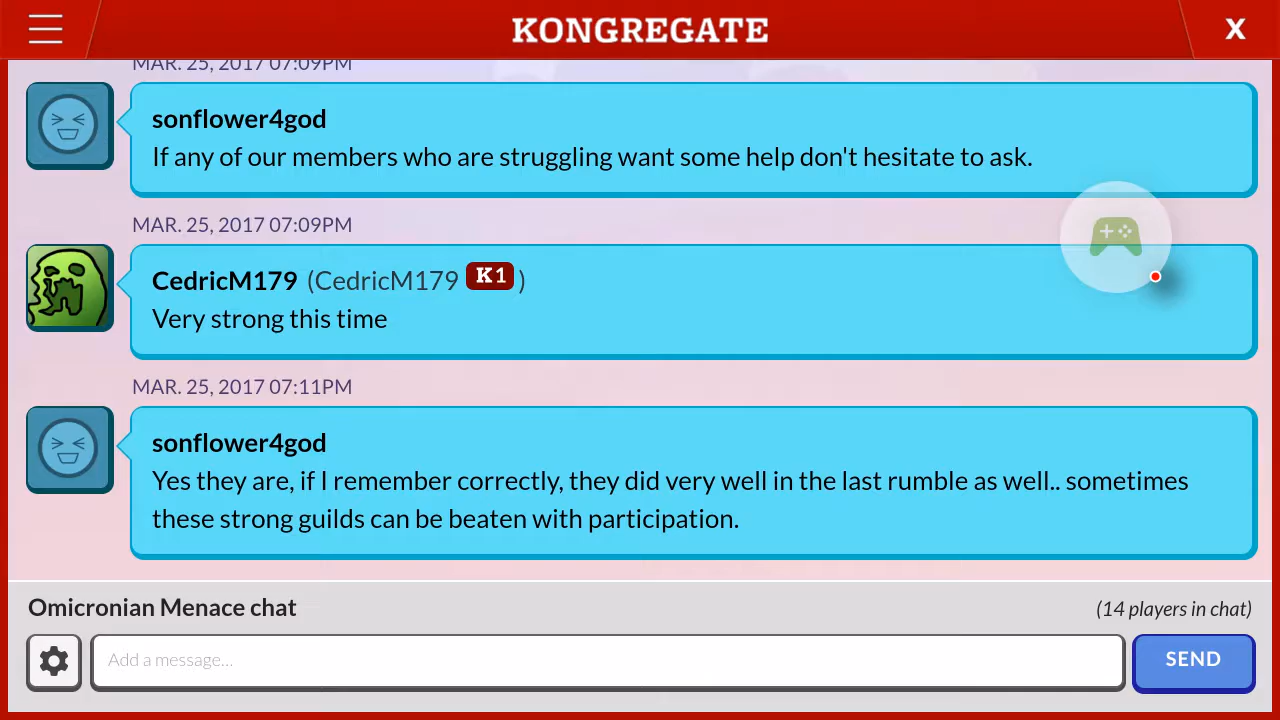 KONGREGATE
X
MAR. 25, 2017 07:09PM
sonflower4god
If any of our members who are struggling want some help don't hesitate to ask.
MAR. 25, 2017 07:09PM
CedricM179 (CedricM179 K1 )
Very strong this time
MAR. 25, 2017 07:11PM
sonflower4god
Yes they are, if I remember correctly, they did very well in the last rumble as well.. sometimes
these strong guilds can be beaten with participation.
Omicronian Menace chat
(14 players in chat)
Add a message...
SEND